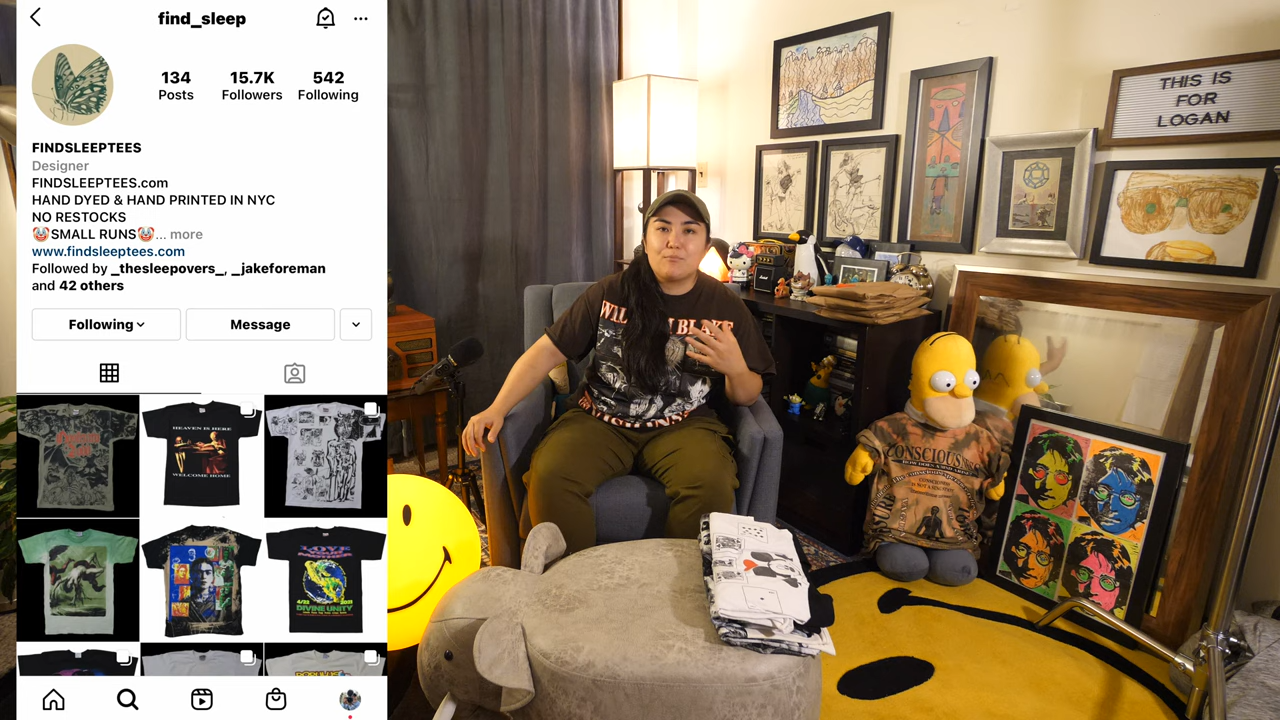 find_sleep
134
Posts
15.7K
Followers
542
Following
FINDSLEEPTEES
Designer
FINDSLEEPTEES.com
HAND DYED & HAND PRINTED IN NYC
NO RESTOCKS
🤡SMALL RUNS🤡... more
www.findsleeptees.com
Followed by _thesleepovers_, _jakeforeman
and 42 others
Following
Message
HEAVEN IS HERE
WELCOME HOME
DIVINE UNITY
THIS IS
FOR
LOGAN
BLAKE
CONSCIOUS